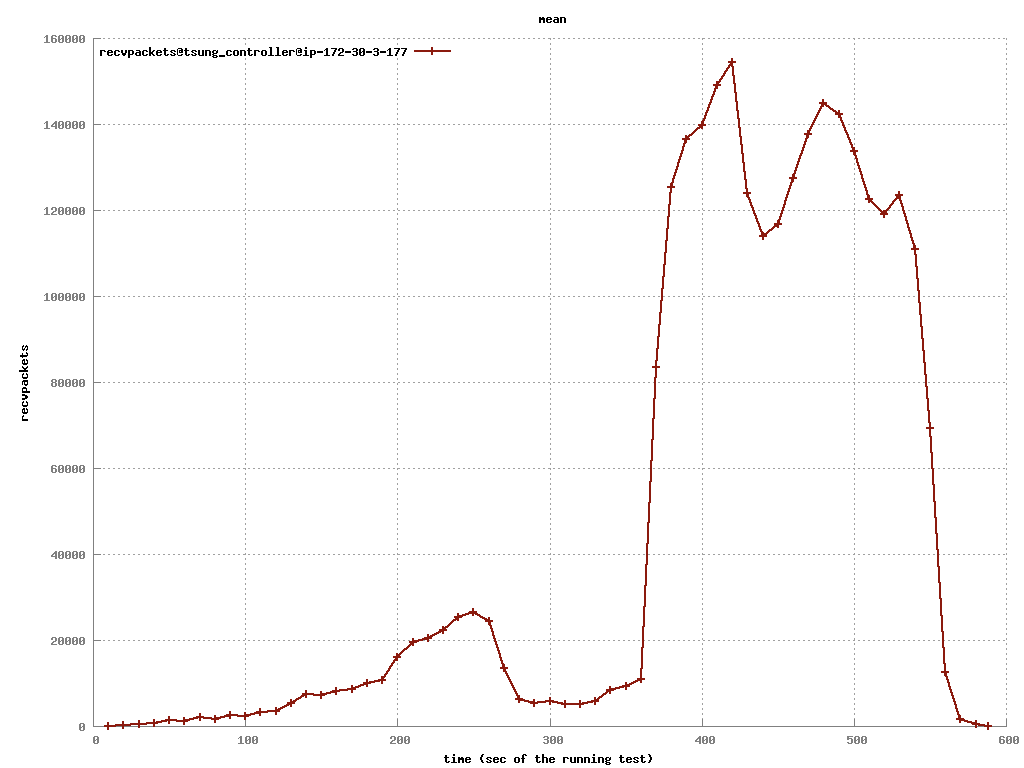 mean
160000
recvpackets@tsung_controller@ip-172-30-3-177
140000
120000
100000
80000
60000
40000
20000
0
recvpackets
0 100 200 300 400 500 600
time (sec of the running test)